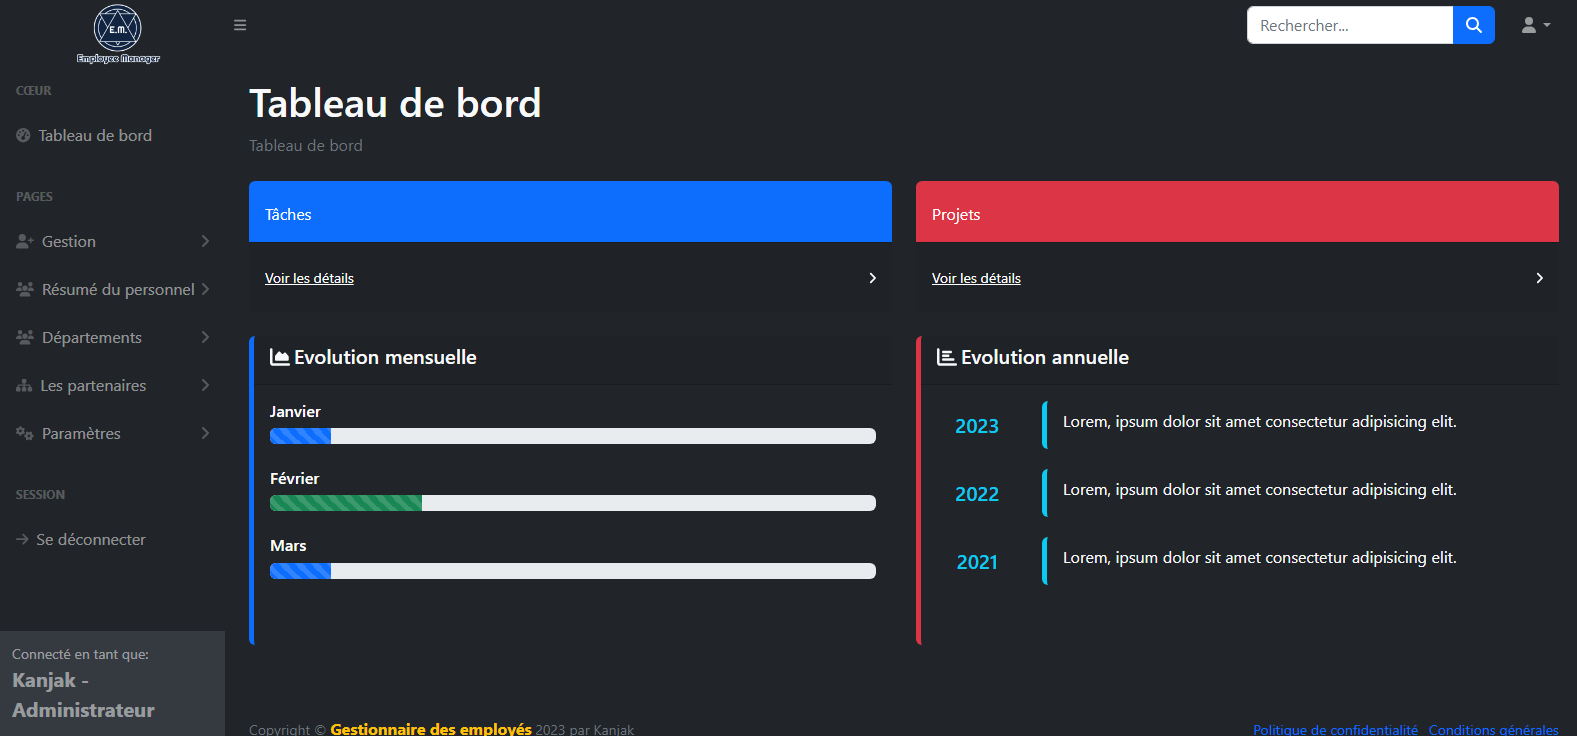 E.M.
Employee Manager
Rechercher...
CŒUR
Tableau de bord
PAGES
Gestion
Résumé du personnel
Départements
Les partenaires
Paramètres
SESSION
Se déconnecter
Connecté en tant que:
Kanjak -
Administrateur
Tableau de bord
Tableau de bord
Tâches
Voir les détails
Projets
Voir les détails
Evolution mensuelle
Janvier
Février
Mars
Evolution annuelle
2023 Lorem, ipsum dolor sit amet consectetur adipisicing elit.
2022 Lorem, ipsum dolor sit amet consectetur adipisicing elit.
2021 Lorem, ipsum dolor sit amet consectetur adipisicing elit.
Copyright © Gestionnaire des employés 2023 par Kanjak
Politique de confidentialité Conditions générales